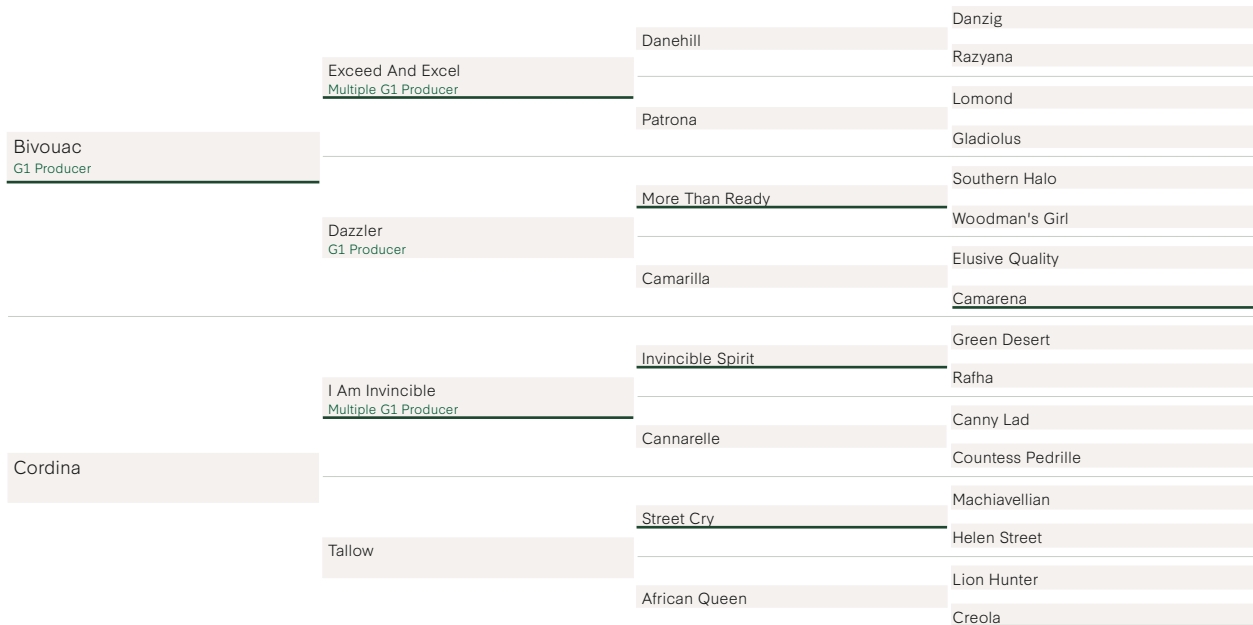 Bivouac
G1 Producer
Exceed And Excel
Multiple G1 Producer
Danehill
Danzig
Razyana
Patrona
Lomond
Gladiolus
Dazzler
G1 Producer
More Than Ready
Southern Halo
Woodman's Girl
Camarilla
Elusive Quality
Camarena
Cordina
I Am Invincible
Multiple G1 Producer
Invincible Spirit
Green Desert
Rafha
Cannarelle
Canny Lad
Countess Pedrille
Tallow
Street Cry
Machiavellian
Helen Street
African Queen
Lion Hunter
Creola